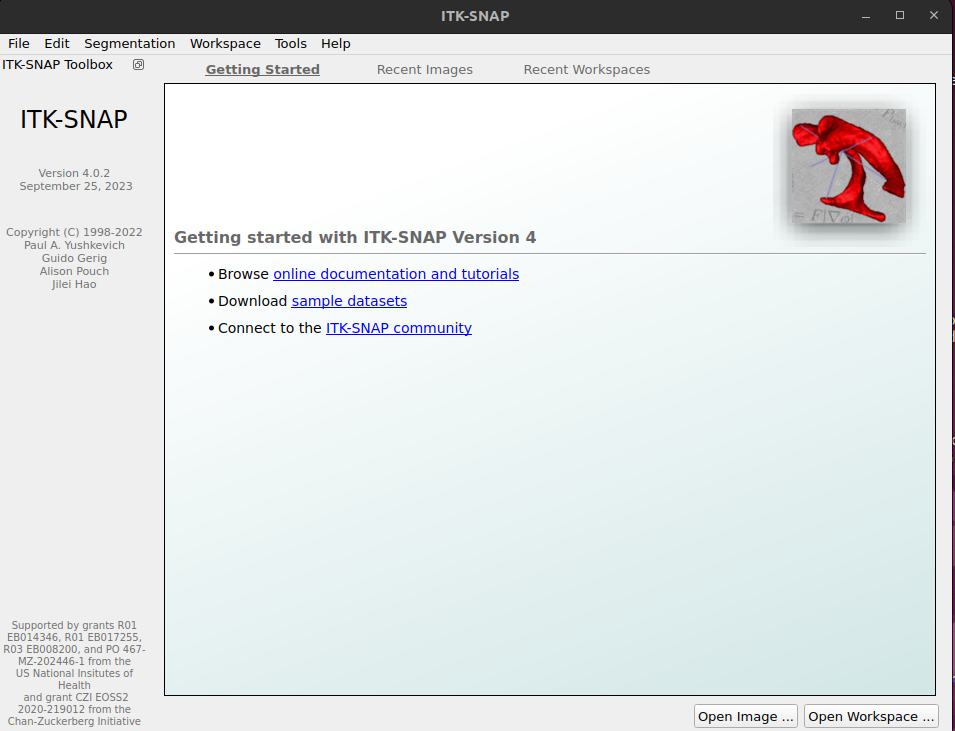 ITK-SNAP
File Edit Segmentation Workspace Tools Help
ITK-SNAP Toolbox
Getting Started Recent Images Recent Workspaces
ITK-SNAP
Version 4.0.2
September 25, 2023
Copyright (C) 1998-2022
Paul A. Yushkevich
Guido Gerig
Alison Pouch
Jilei Hao
Getting started with ITK-SNAP Version 4
• Browse online documentation and tutorials
• Download sample datasets
• Connect to the ITK-SNAP community
Supported by grants R01
EB014346, R01 EB017255,
R03 EB008200, and PO 467-
MZ-202446-1 from the
US National Insitutes of
Health
and grant CZI EOSS2
2020-219012 from the
Chan-Zuckerberg Initiative
Open Image ... Open Workspace ...